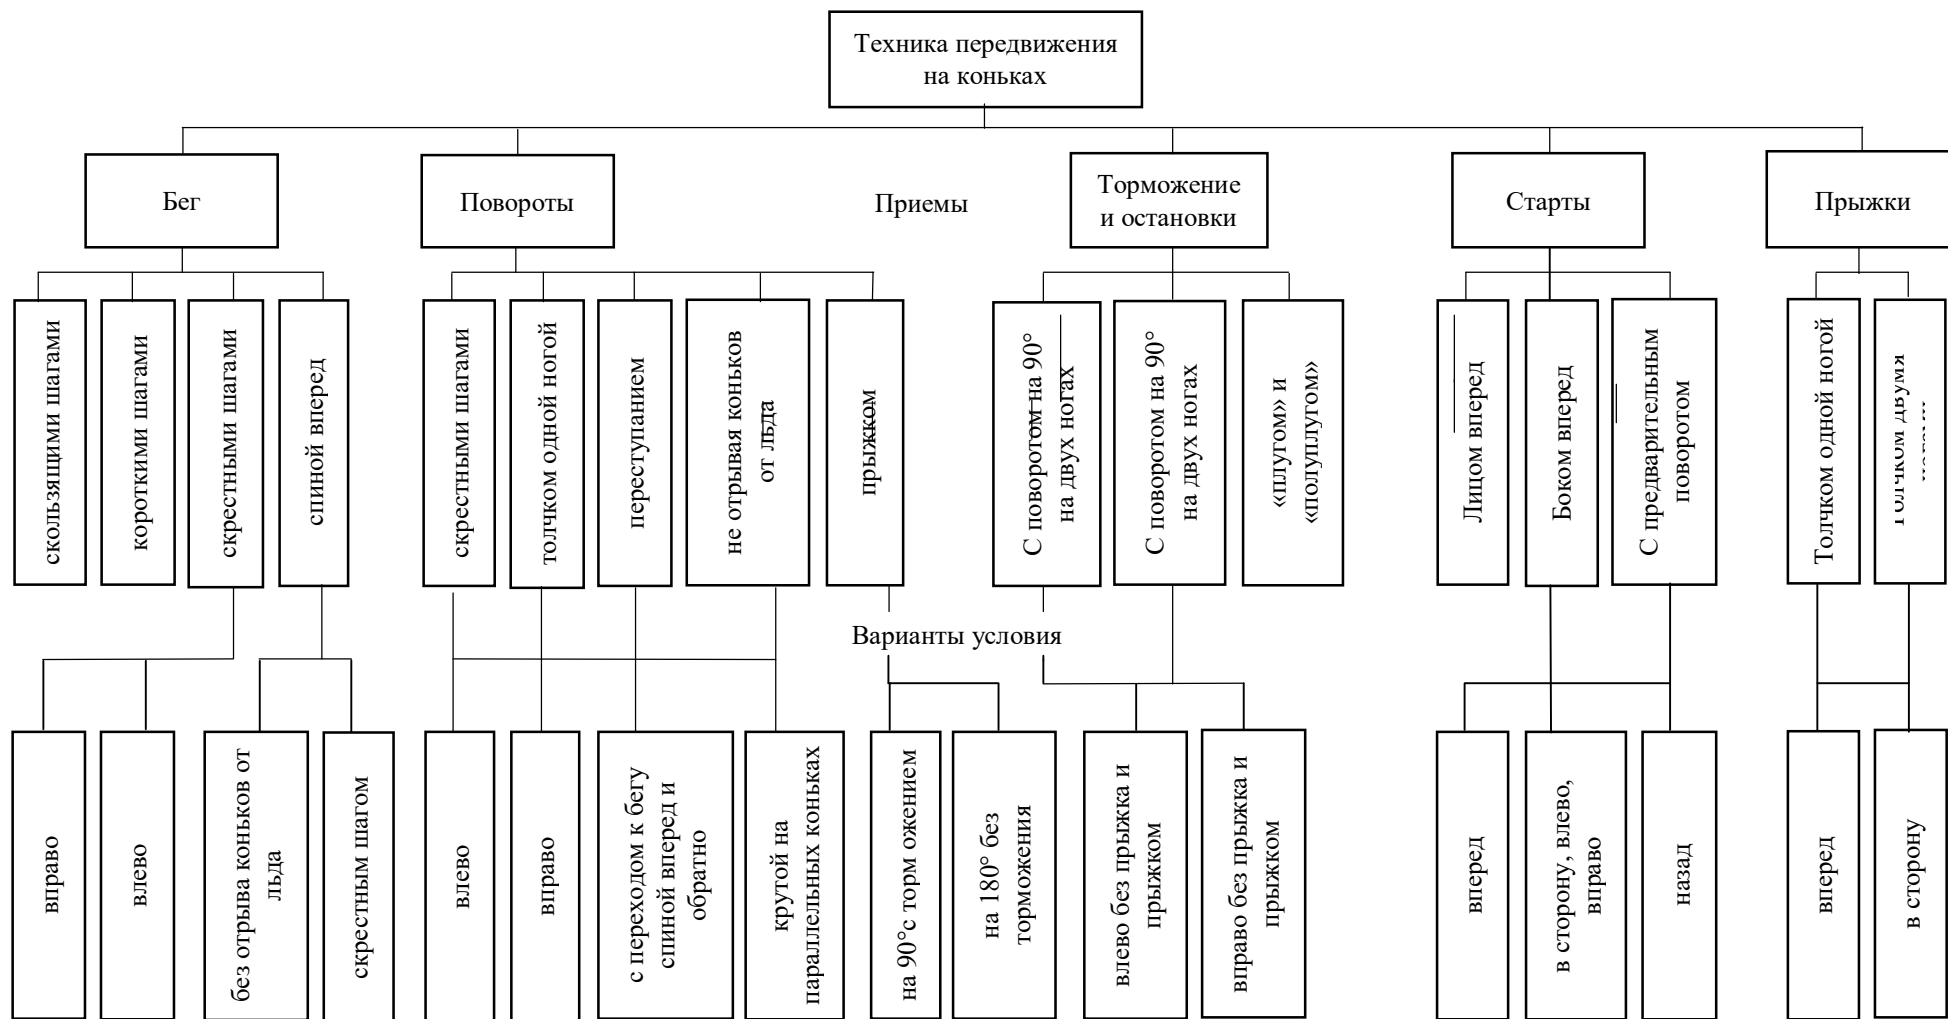 Техника передвижения
на коньках
Бег
Повороты
Приемы
Торможение
и остановки
Старты
Прыжки
скользящими шагами
короткими шагами
скрестными шагами
спиной вперед
скрестными шагами
толчком одной ногой
переступанием
не отрывая коньков
от льда
прыжком
С поворотом на 90°
на двух ногах
С поворотом на 90°
на двух ногах
«плугом» и
«полуплугом»
Лицом вперед
Боком вперед
С предварительным
поворотом
Толчком одной ногой
Толчком двумя
Варианты условия
вправо
влево
без отрыва коньков от
льда
скрестным шагом
влево
вправо
с переходом к бегу
спиной вперед и
обратно
крутой на
параллельных коньках
на 90°с торм ожением
на 180° без
торможения
влево без прыжка и
прыжком
вправо без прыжка и
прыжком
вперед
в сторону, влево,
вправо
назад
вперед
в сторону